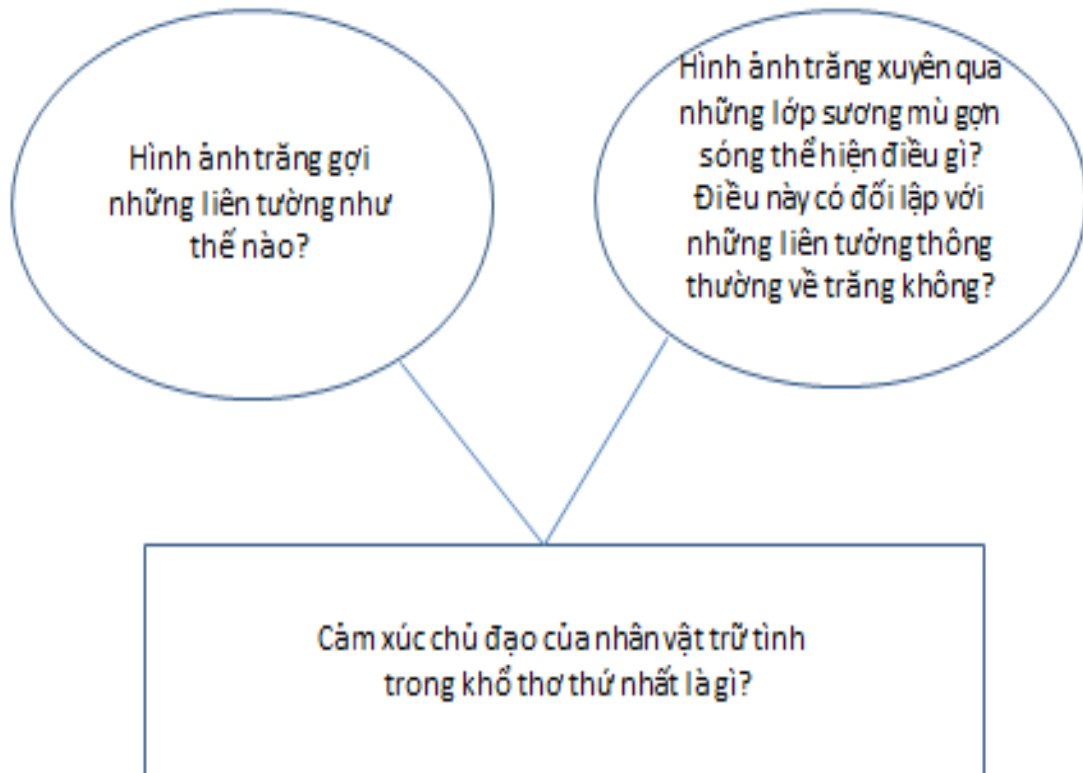 Hình ảnh trăng gợi
những liên tường như
thế nào?
Hình ảnh trăng xuyên qua
những lớp sương mù gợn
sóng thể hiện điều gì?
Điều này có đối lập với
những liên tưởng thông
thường về trăng không?
Cảm xúc chủ đạo của nhân vật trữ tình
trong khổ thơ thứ nhất là gì?